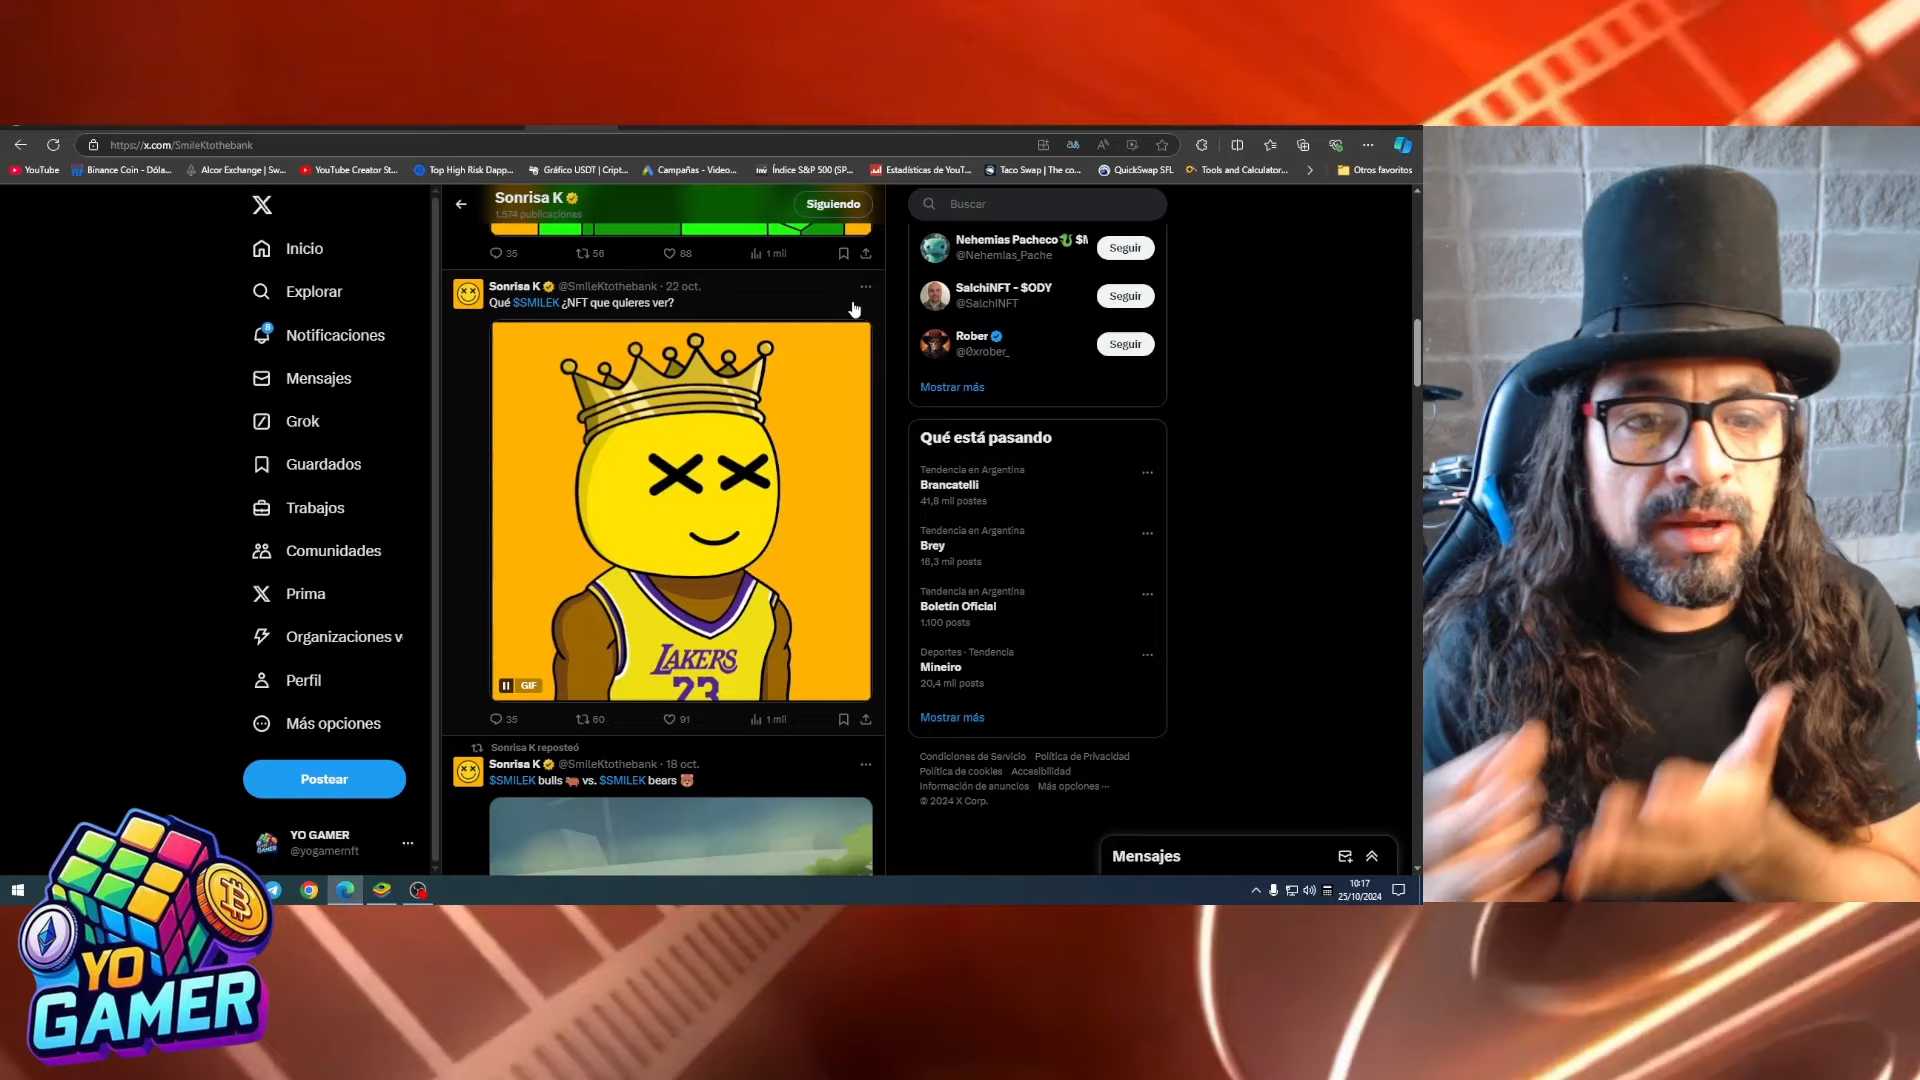 https://x.com/SmileKtothebank
YouTube
Binance Coin - Dóla...
Alcor Exchange | Sw...
YouTube Creator St...
Top High Risk Dapp...
Gráfico USDT | Cript...
Campañas - Video...
Índice S&P 500 (SP...
Estadísticas de YouT...
Taco Swap | The co...
QuickSwap SFL
Tools and Calculator...
Otros favoritos
Inicio
Explorar
8
Notificaciones
Mensajes
Grok
Guardados
Trabajos
Comunidades
Prima
Organizaciones v
Perfil
Más opciones
Postear
YO GAMER
@yogamernft
Sonrisa K
1.574 publicaciones
Siguiendo
35 56 88 1 mil
Sonrisa K @SmileKtothebank · 22 oct.
Qué $SMILEK ¿NFT que quieres ver?
LAKERS
23
GIF
35 60 91 1 mil
Sonrisa K reposteó
Sonrisa K @SmileKtothebank · 18 oct.
$SMILEK bulls vs. $SMILEK bears
Buscar
Nehemias Pacheco
@Nehemias_Pache
Seguir
SalchiNFT - $ODY
@SalchiNFT
Seguir
Rober
@0xrober_
Seguir
Mostrar más
Qué está pasando
Tendencia en Argentina
Brancatelli
41,8 mil postes
Tendencia en Argentina
Brey
16,3 mil posts
Tendencia en Argentina
Boletín Oficial
1.100 posts
Deportes · Tendencia
Mineiro
20,4 mil posts
Mostrar más
Condiciones de Servicio Política de Privacidad
Política de cookies Accesibilidad
Información de anuncios Más opciones ···
© 2024 X Corp.
Mensajes
10:17
25/10/2024
YO
GAMER